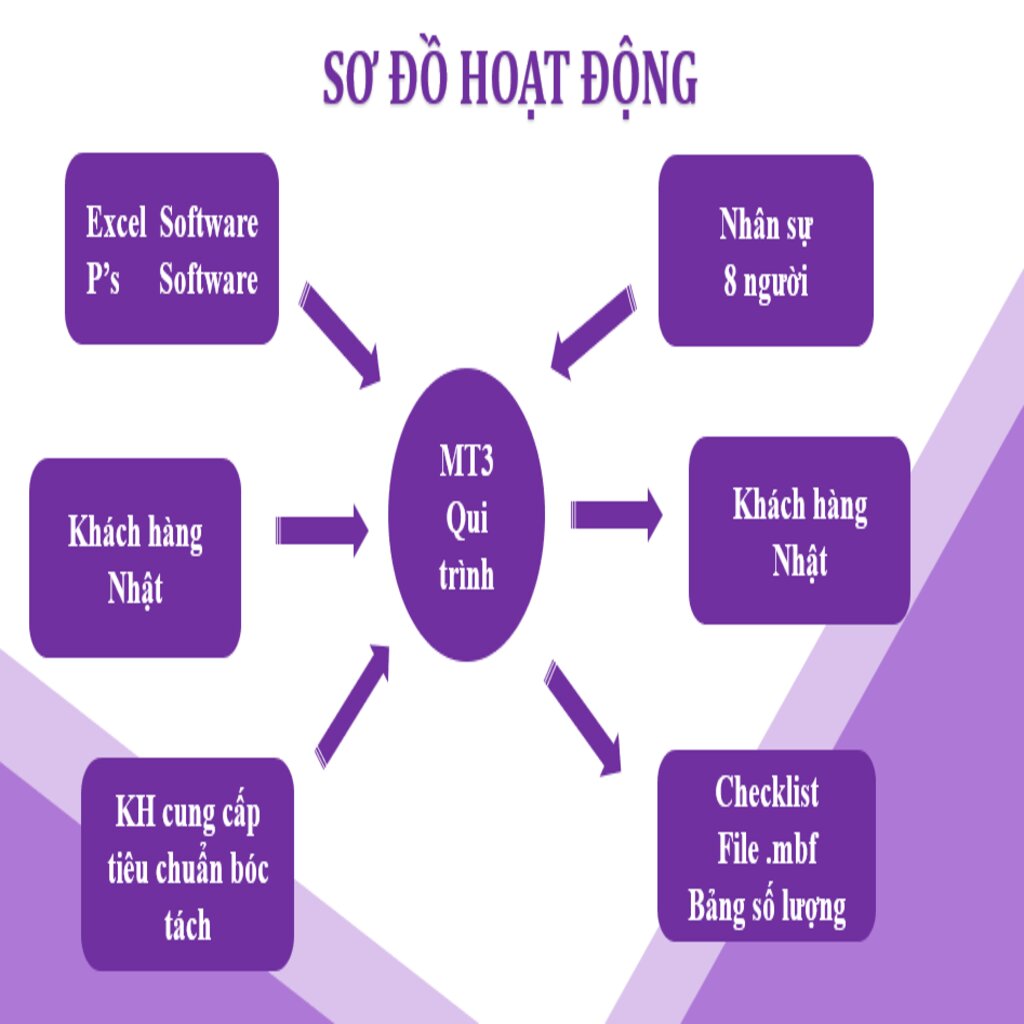 SƠ ĐỒ HOẠT ĐỘNG
Excel Software
P’s Software
Nhân sự
8 người
MT3
Qui
trình
Khách hàng
Nhật
Khách hàng
Nhật
KH cung cấp
tiêu chuẩn bóc
tách
Checklist
File .mbf
Bảng số lượng